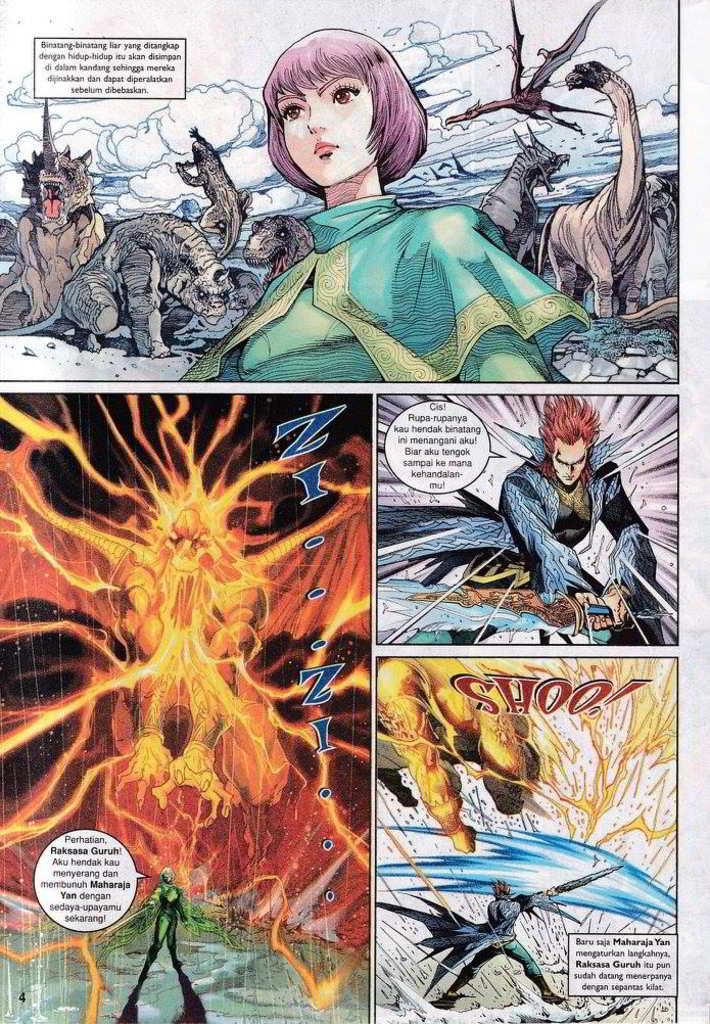 Binatang-binatang liar yang ditangkap
dengan hidup-hidup itu akan disimpan
di dalam kandang sehingga mereka
dijinakkan dan dapat diperalatkan
sebelum dibebaskan.
ZI...ZI...
Perhatian,
Raksasa Guruh!
Aku hendak kau
menyerang dan
membunuh Maharaja
Yan dengan
sedaya-upayamu
sekarang!
Cis!
Rupa-rupanya
kau hendak binatang
ini menangani aku!
Biar aku tengok
sampai ke mana
kehandalan-
mu!
SHOO!
Baru saja Maharaja Yan
mengaturkan langkahnya,
Raksasa Guruh itu pun
sudah datang menerpanya
dengan sepantas kilat.
4